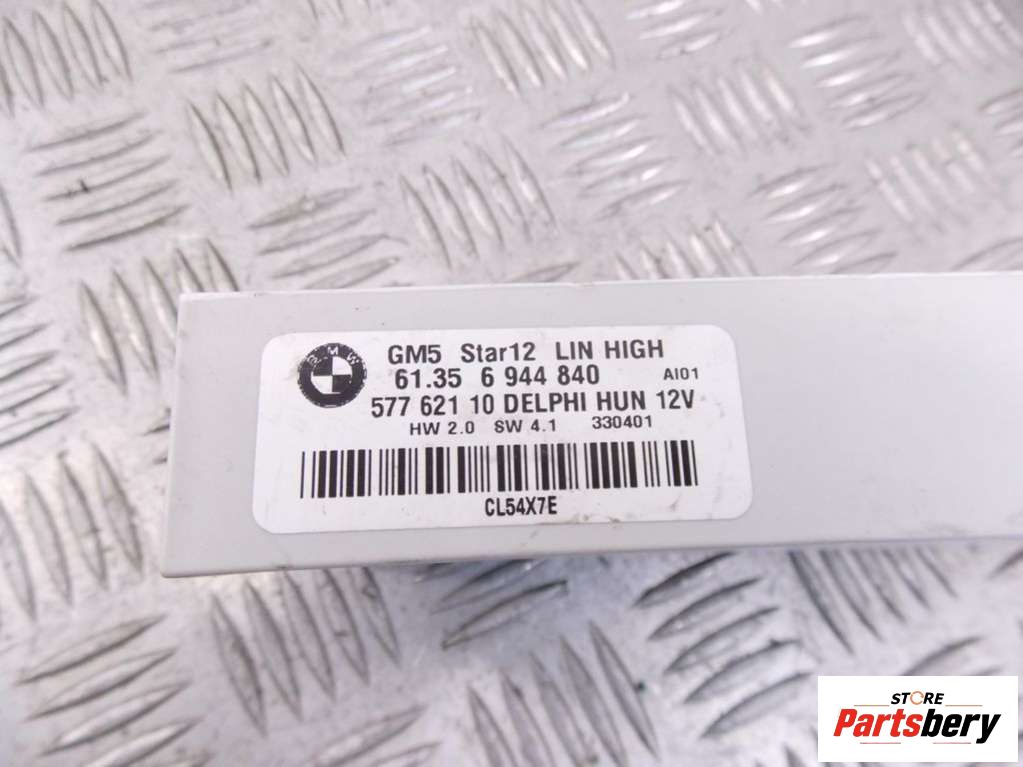 BMW
GM5 Star12 LIN HIGH
61.35 6 944 840 AI01
577 621 10 DELPHI HUN 12V
HW 2.0 SW 4.1 330401
CL54X7E
STORE
Partsbery